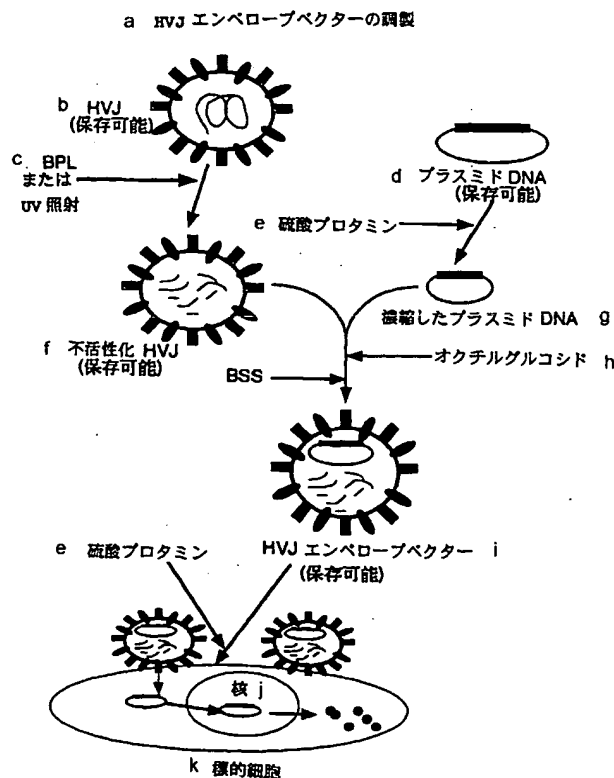 a HVJ エンベロープベクターの調製
b HVJ
(保存可能)
c BPL
または
UV 照射
d プラスミド DNA
(保存可能)
e 硫酸プロタミン
f 不活性化 HVJ
(保存可能)
濃縮したプラスミド DNA g
オクチルグルコシド h
BSS
e 硫酸プロタミン
HVJ エンベロープベクター i
(保存可能)
核 j
k 標的細胞